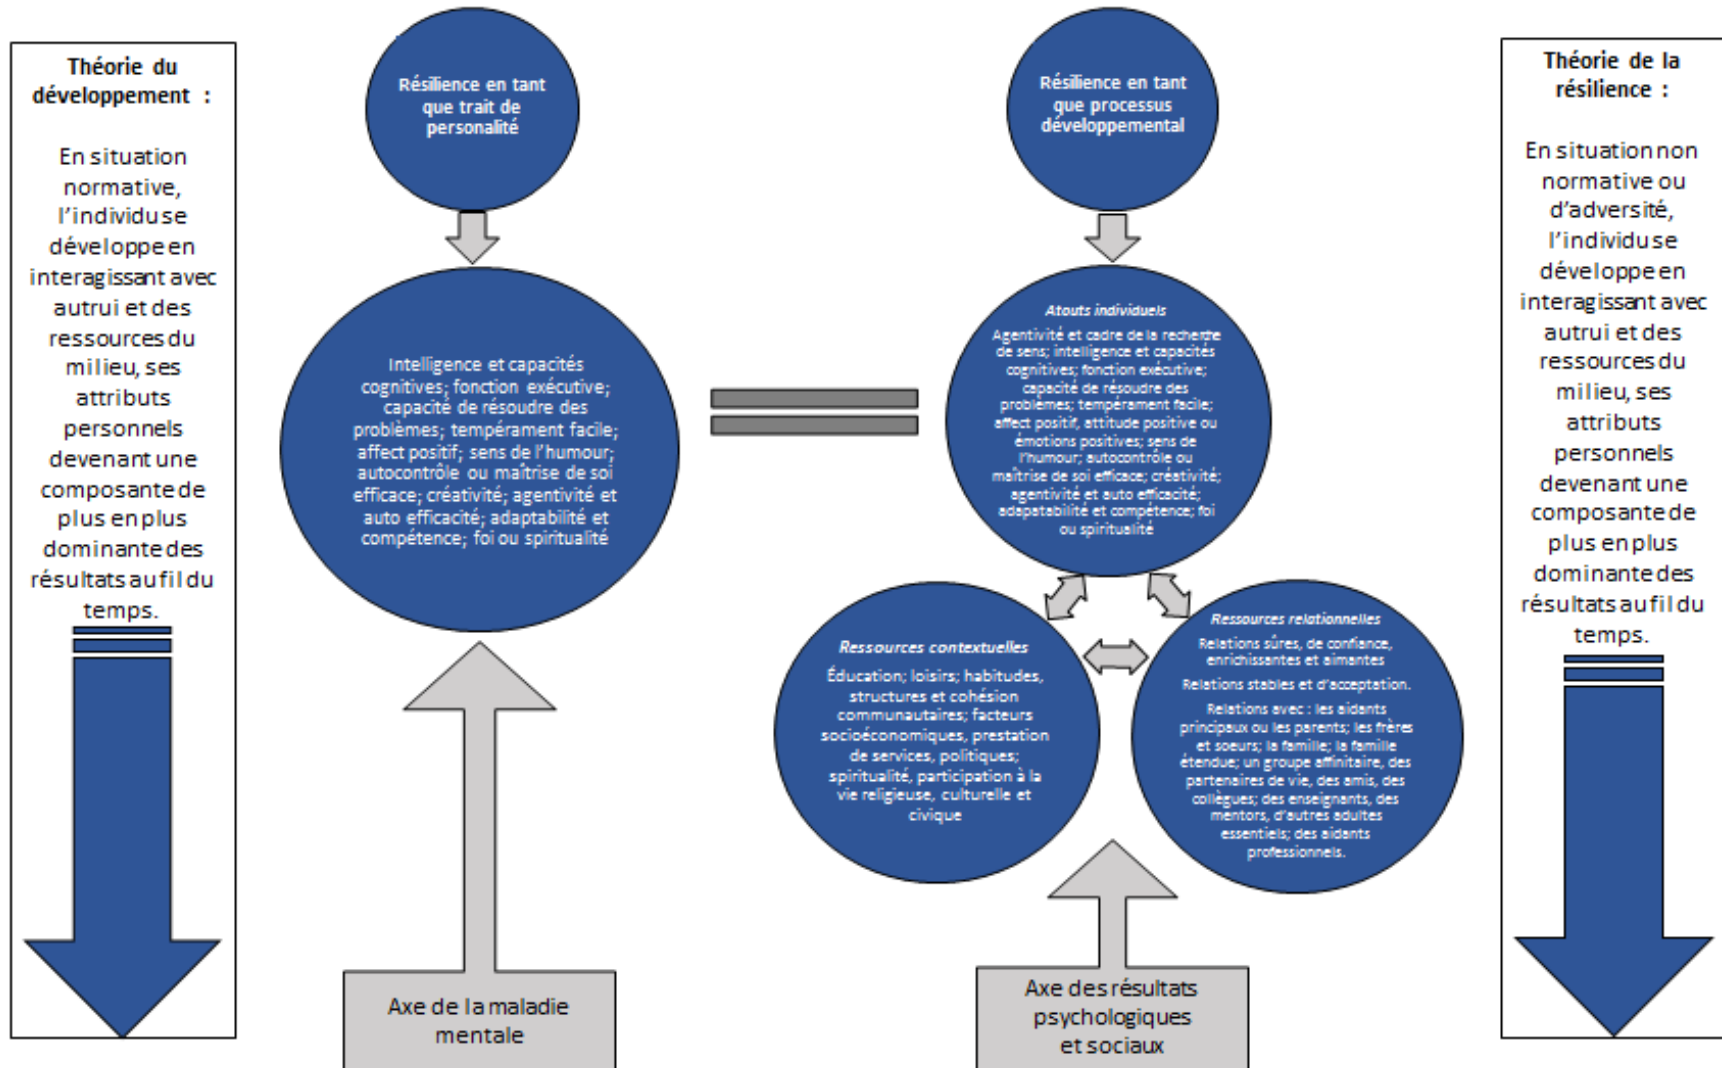 Théorie du
développement :
En situation
normative,
l'individu se
développe en
interagissant avec
autrui et des
ressources du
milieu, ses
attributs
personnels
devenant une
composante de
plus en plus
dominante des
résultats au fil du
temps.
Résilience en tant
que trait de
personalité
Intelligence et capacités
cognitives; fonction exécutive;
capacité de résoudre des
problèmes; tempérament facile;
affect positif; sens de l'humour;
autocontrôle ou maîtrise de soi
efficace; créativité; agentivité et
auto efficacité; adaptabilité et
compétence; foi ou spiritualité
Axe de la maladie
mentale
Résilience en tant
que processus
développemental
Atouts individuels
Agentivité et cadre de la recherche
de sens; intelligence et capacités
cognitives; fonction exécutive;
capacité de résoudre des
problèmes; tempérament facile;
affect positif, attitude positive ou
émotions positives; sens de
l'humour; autocontrôle ou
maîtrise de soi efficace; créativité;
agentivité et auto efficacité;
adapatabilité et compétence; foi
ou spiritualité
Ressources contextuelles
Éducation; loisirs; habitudes,
structures et cohésion
communautaires; facteurs
socioéconomiques, prestation
de services, politiques;
spiritualité, participation à la
vie religieuse, culturelle et
civique
Ressources relationnelles
Relations sûres, de confiance,
enrichissantes et aimantes
Relations stables et d'acceptation.
Relations avec : les aidants
principaux ou les parents; les frères
et soeurs; la famille; la famille
étendue; un groupe affinitaire, des
partenaires de vie, des amis, des
collègues; des enseignants, des
mentors, d'autres adultes
essentiels; des aidants
professionnels.
Axe des résultats
psychologiques
et sociaux
Théorie de la
résilience :
En situation non
normative ou
d'adversité,
l'individu se
développe en
interagissant avec
autrui et des
ressources du
milieu, ses
attributs
personnels
devenant une
composante de
plus en plus
dominante des
résultats au fil du
temps.